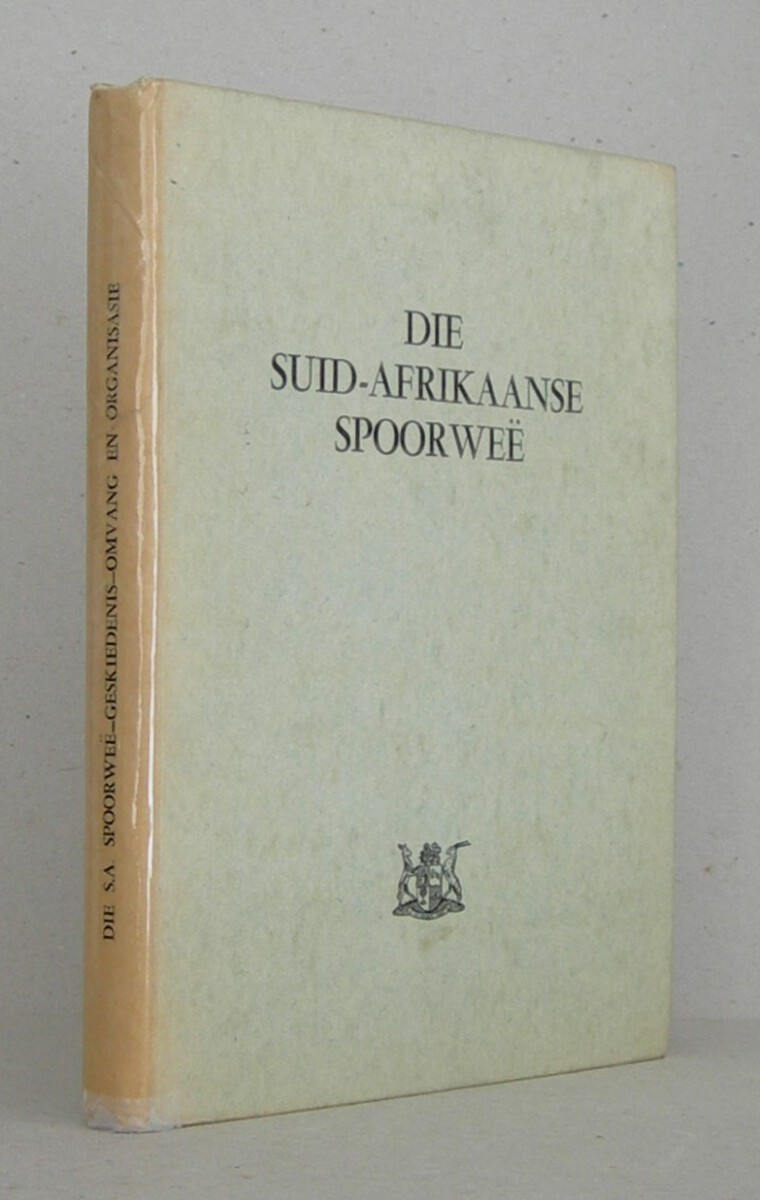 DIE
SUID-AFRIKAANSE
SPOORWEË
DIE S.A. SPOORWEË–GESKIEDENIS–OMVANG EN ORGANISASIE